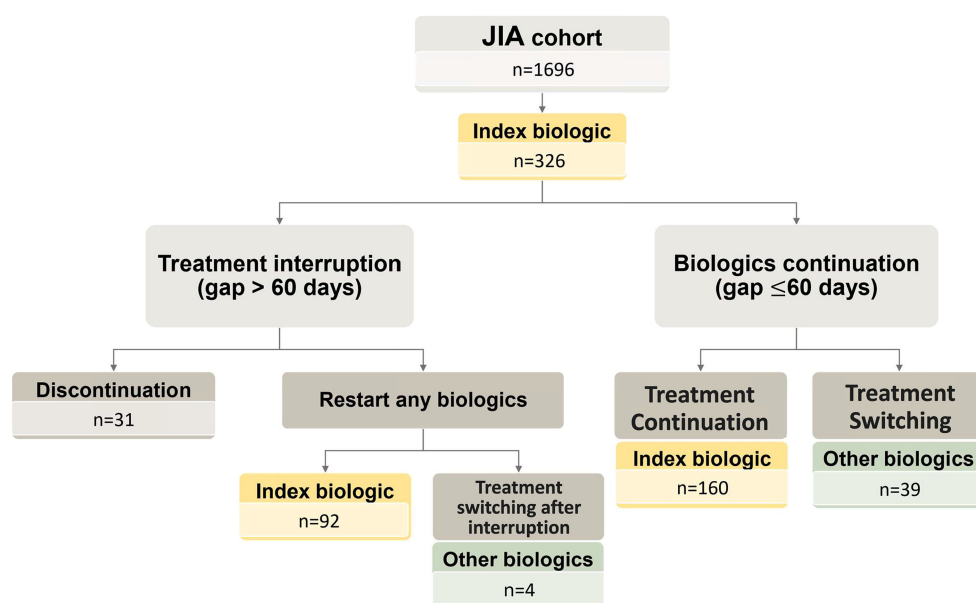 JIA cohort
n=1696
Index biologic
n=326
Treatment interruption
(gap > 60 days)
Biologics continuation
(gap ≤60 days)
Discontinuation
n=31
Restart any biologics
Treatment
Continuation
Index biologic
n=160
Treatment
Switching
Other biologics
n=39
Index biologic
n=92
Treatment
switching after
interruption
Other biologics
n=4